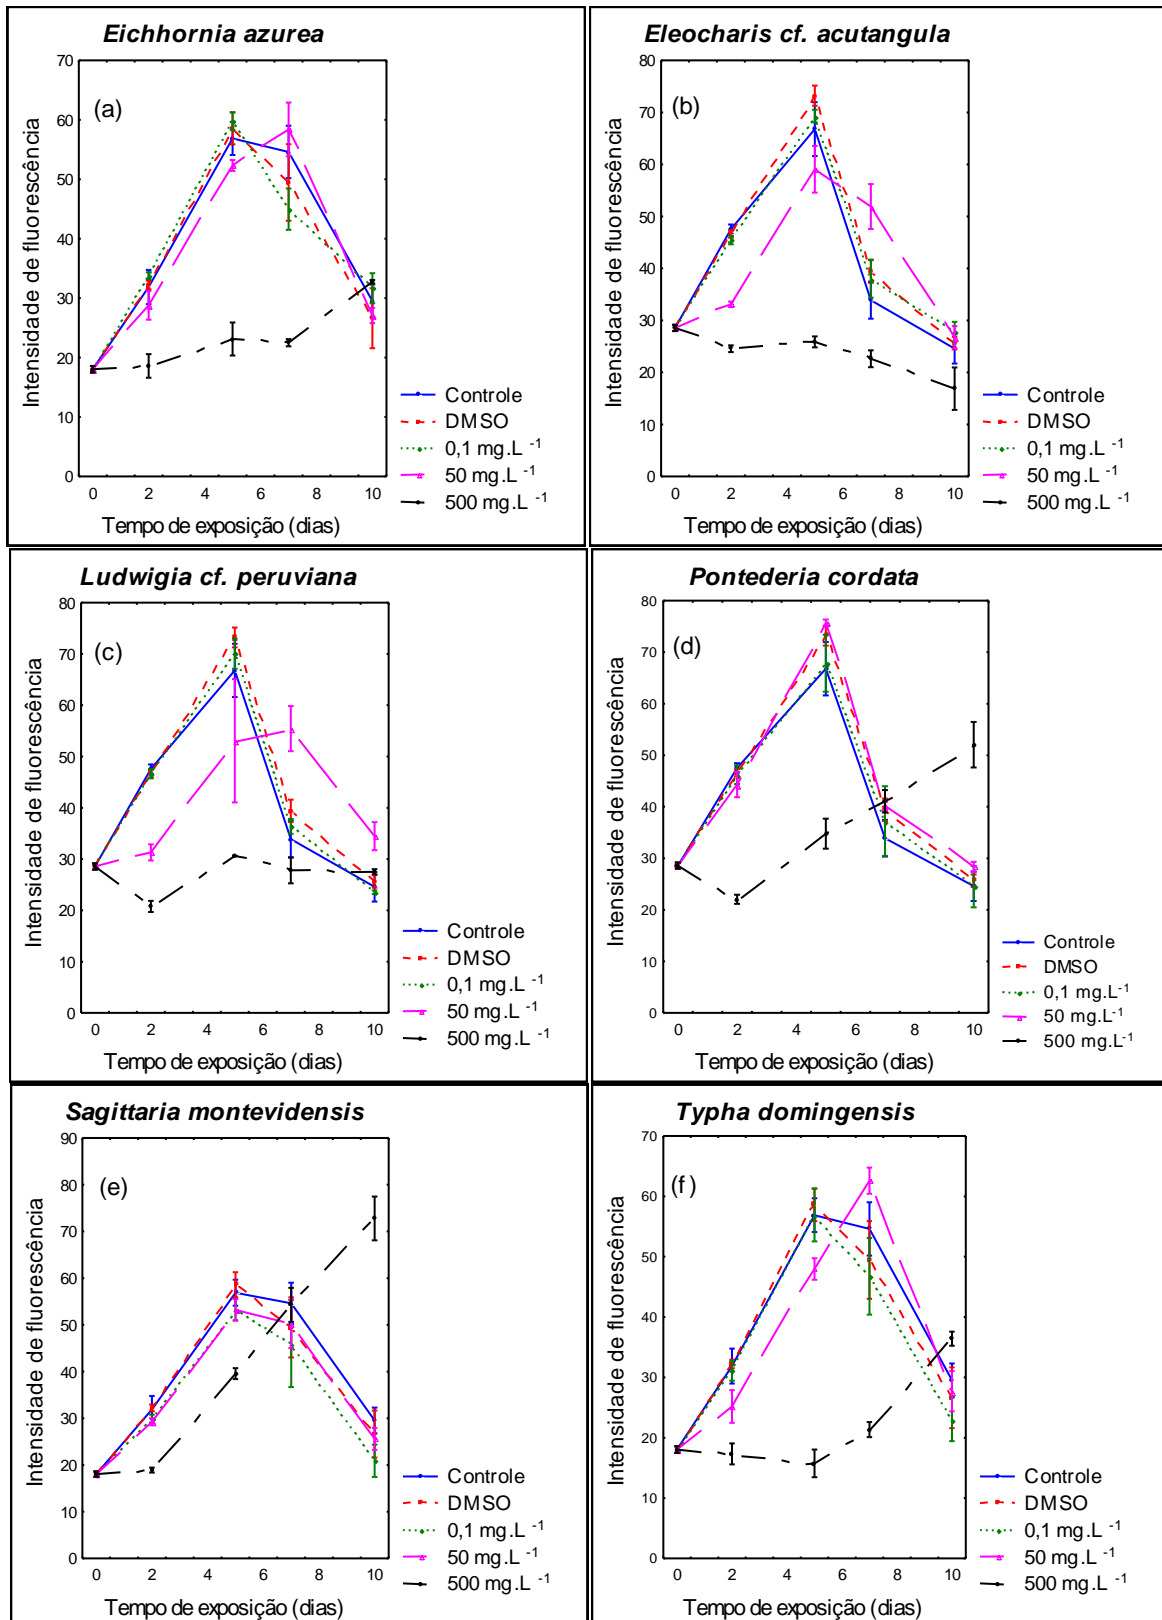 Eichhornia azurea
(a)
Intensidade de fluorescência
70
60
50
40
30
20
10
0
0 2 4 6 8 10
Tempo de exposição (dias)
Controle
DMSO
0,1 mg.L -1
50 mg.L -1
500 mg.L -1
Eleocharis cf. acutangula
(b)
Intensidade de fluorescência
80
70
60
50
40
30
20
10
0
0 2 4 6 8 10
Tempo de exposição (dias)
Controle
DMSO
0,1 mg.L -1
50 mg.L -1
500 mg.L -1
Ludwigia cf. peruviana
(c)
Intensidade de fluorescência
80
70
60
50
40
30
20
10
0
0 2 4 6 8 10
Tempo de exposição (dias)
Controle
DMSO
0,1 mg.L -1
50 mg.L -1
500 mg.L -1
Pontederia cordata
(d)
Intensidade de fluorescência
80
70
60
50
40
30
20
10
0
0 2 4 6 8 10
Tempo de exposição (dias)
Controle
DMSO
0,1 mg.L-1
50 mg.L-1
500 mg.L-1
Sagittaria montevidensis
(e)
Intensidade de fluorescência
90
80
70
60
50
40
30
20
10
0
0 2 4 6 8 10
Tempo de exposição (dias)
Controle
DMSO
0,1 mg.L -1
50 mg.L -1
500 mg.L -1
Typha domingensis
(f)
Intensidade de fluorescência
70
60
50
40
30
20
10
0
0 2 4 6 8 10
Tempo de exposição (dias)
Controle
DMSO
0,1 mg.L -1
50 mg.L -1
500 mg.L -1